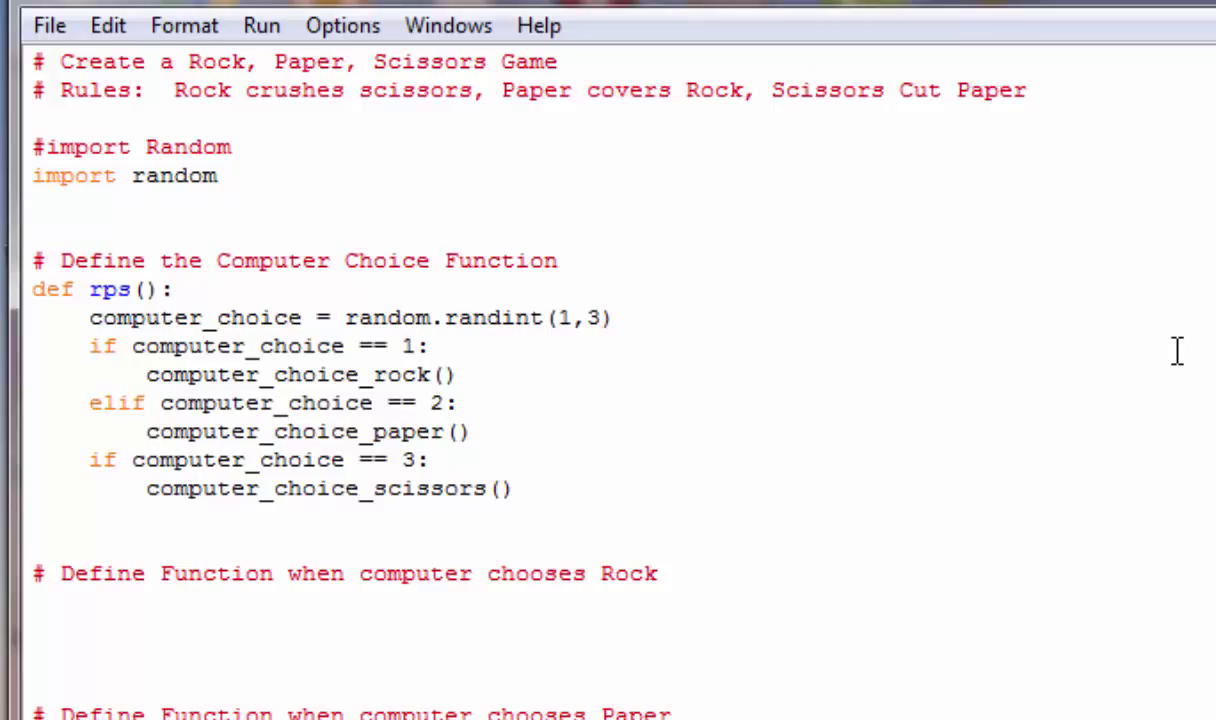 File Edit Format Run Options Windows Help
# Create a Rock, Paper, Scissors Game
# Rules:  Rock crushes scissors, Paper covers Rock, Scissors Cut Paper
#import Random
import random
# Define the Computer Choice Function
def rps():
    computer_choice = random.randint(1,3)
    if computer_choice == 1:
        computer_choice_rock()
    elif computer_choice == 2:
        computer_choice_paper()
    if computer_choice == 3:
        computer_choice_scissors()
# Define Function when computer chooses Rock
# Define Function when computer chooses Paper